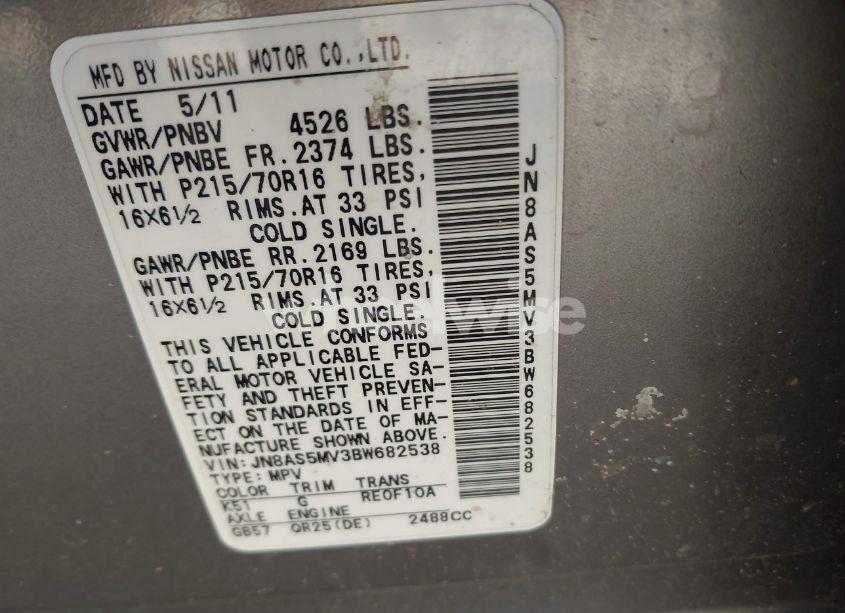 MFD BY NISSAN MOTOR CO.,LTD.
DATE 5/11
GVWR/PNBV 4526 LBS.
GAWR/PNBE FR.2374 LBS.
WITH P215/70R16 TIRES,
16X6½ RIMS.AT 33 PSI
COLD SINGLE.
GAWR/PNBE RR.2169 LBS.
WITH P215/70R16 TIRES,
16X6½ RIMS.AT 33 PSI
COLD SINGLE.
THIS VEHICLE CONFORMS
TO ALL APPLICABLE FED-
ERAL MOTOR VEHICLE SA-
FETY AND THEFT PREVEN-
TION STANDARDS IN EFF-
ECT ON THE DATE OF MA-
NUFACTURE SHOWN ABOVE.
VIN:JN8AS5MV3BW682538
TYPE:MPV
COLOR TRIM TRANS
K51 G RE0F10A
AXLE ENGINE
GB57 QR25(DE) 2488CC
JN8AS5MV3BW682538